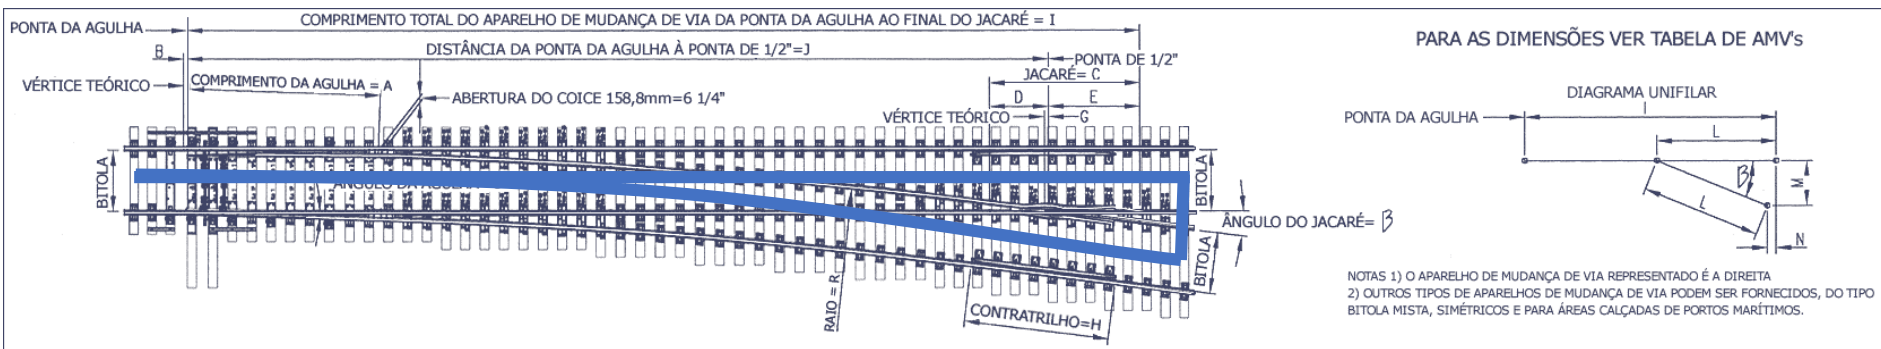 COMPRIMENTO TOTAL DO APARELHO DE MUDANÇA DE VIA DA PONTA DA AGULHA AO FINAL DO JACARÉ = I
PONTA DA AGULHA
B
DISTÂNCIA DA PONTA DA AGULHA À PONTA DE 1/2"=J
PONTA DE 1/2"
JACARÉ= C
VÉRTICE TEÓRICO
COMPRIMENTO DA AGULHA = A
ABERTURA DO COICE 158,8mm=6 1/4"
D
E
VÉRTICE TEÓRICO
G
BITOLA
BITOLA
ÂNGULO DO JACARÉ= β
BITOLA
RAIO = R
CONTRATRILHO=H
PARA AS DIMENSÕES VER TABELA DE AMV's
DIAGRAMA UNIFILAR
PONTA DA AGULHA
L
β
M
L
N
NOTAS 1) O APARELHO DE MUDANÇA DE VIA REPRESENTADO É A DIREITA
2) OUTROS TIPOS DE APARELHOS DE MUDANÇA DE VIA PODEM SER FORNECIDOS, DO TIPO
BITOLA MISTA, SIMÉTRICOS E PARA ÁREAS CALÇADAS DE PORTOS MARÍTIMOS.